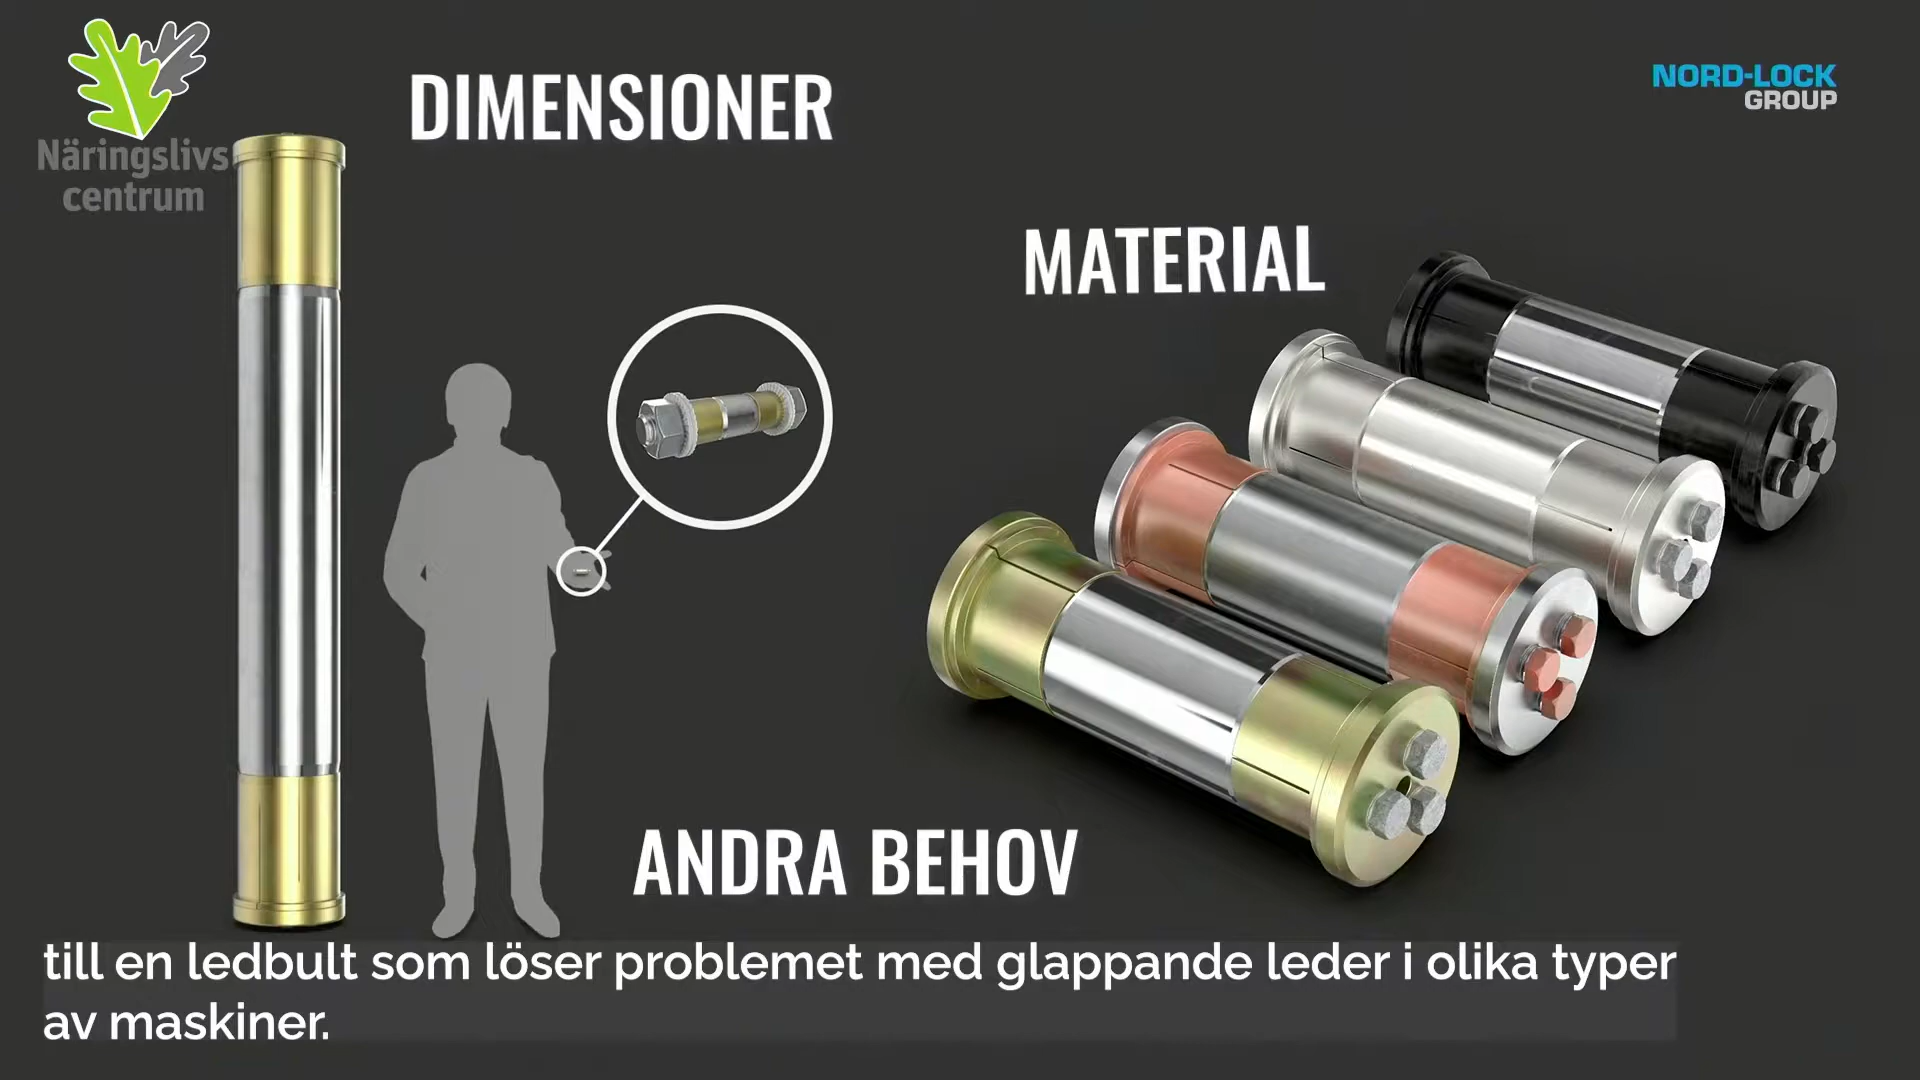 Näringslivs
centrum
DIMENSIONER
NORD-LOCK
GROUP
MATERIAL
ANDRA BEHOV
till en ledbult som löser problemet med glappande leder i olika typer
av maskiner.